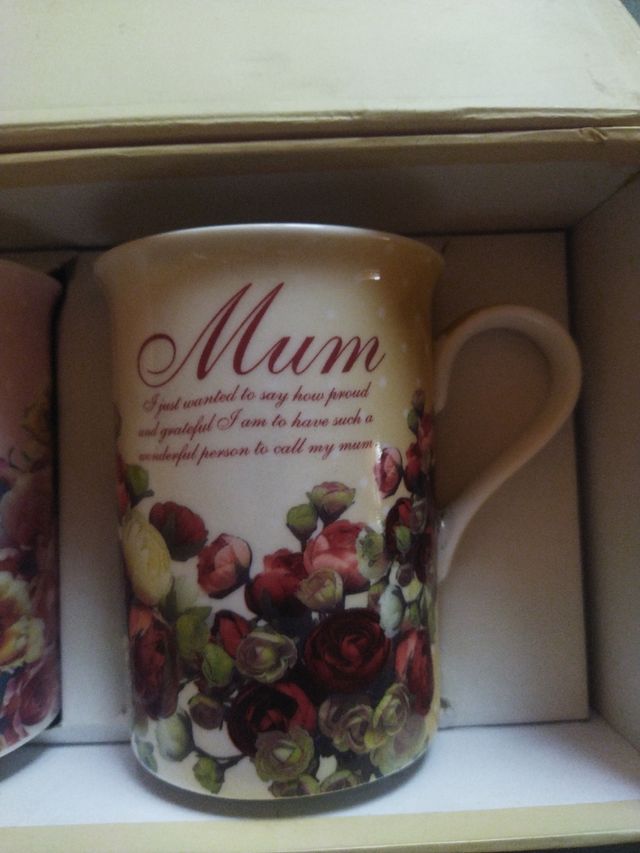 Mum
I just wanted to say how proud
and grateful I am to have such a
wonderful person to call my mum